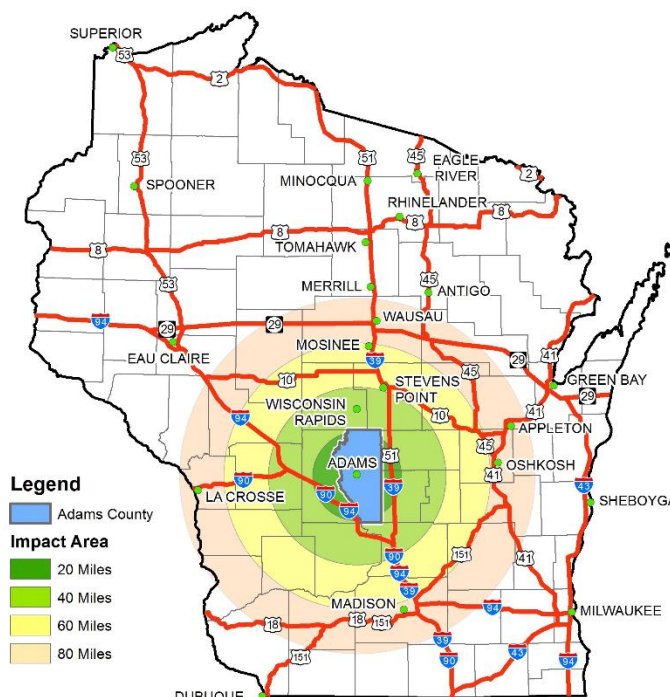 SUPERIOR
53
2
53
51
45
EAGLE
RIVER
2
SPOONER
MINOCQUA
RHINELANDER
8
8
8
TOMAHAWK
53
45
MERRILL
ANTIGO
94
29
29
WAUSAU
41
EAU CLAIRE
MOSINEE
39
29
10
STEVENS
POINT
45
GREEN BAY
29
WISCONSIN
RAPIDS
10
41
94
APPLETON
45
ADAMS
51
OSHKOSH
41
90
39
43
LA CROSSE
90
94
SHEBOYGA
90
151
41
94
39
MADISON
94
MILWAUKEE
18
18
151
39
43
151
90
94
DUBUQUE
Legend
Adams County
Impact Area
20 Miles
40 Miles
60 Miles
80 Miles